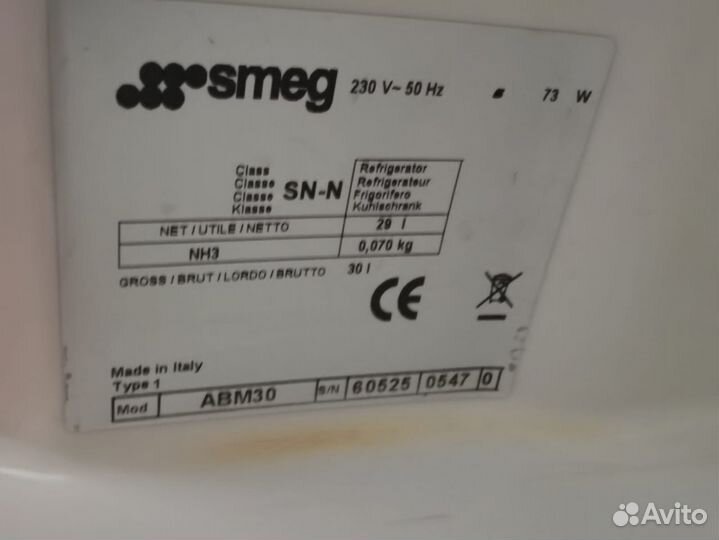 smeg 230 V~ 50 Hz 73 W
Class Refrigerator
Classe Refrigerateur
Classe SN-N Frigorifero
Klasse Kuhlschrank
NET / UTILE / NETTO 29 l
NH3 0,070 kg
GROSS / BRUT / LORDO / BRUTTO 30 l
CE
Made in Italy
Type 1
Mod ABM30 S/N 60525 0547 0
Avito